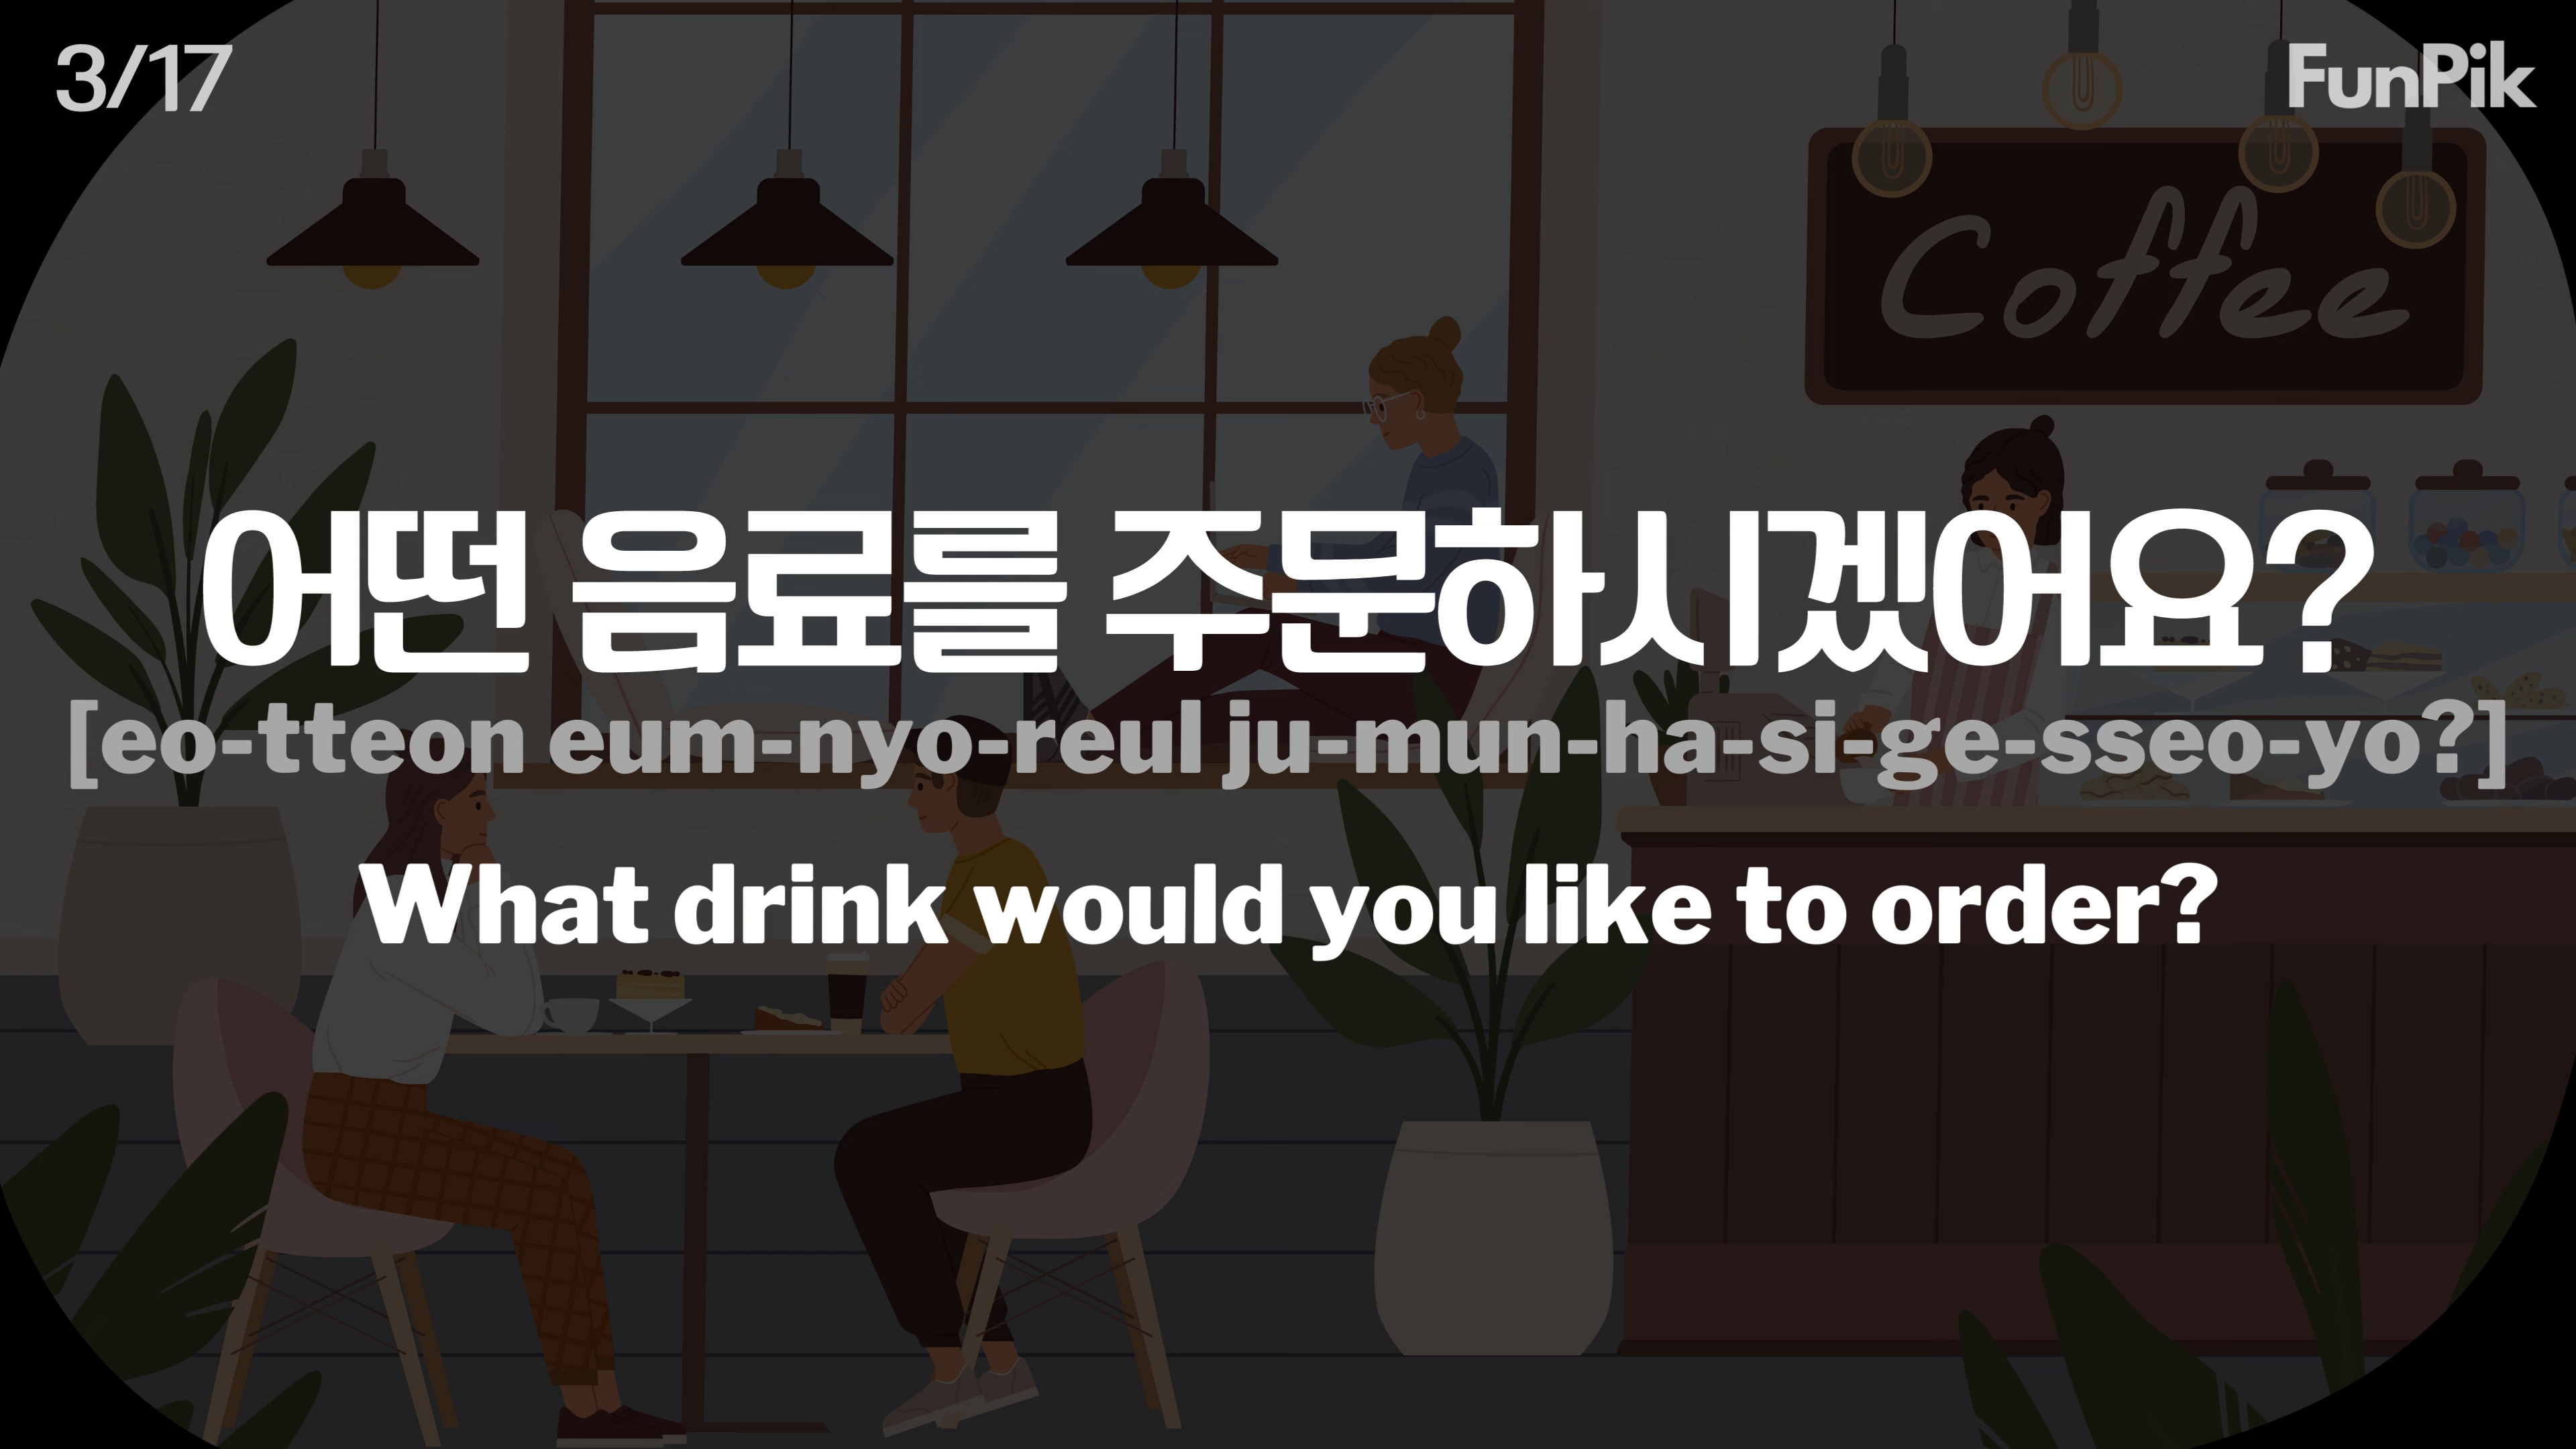 3/17
FunPik
Coffee
어떤 음료를 주문하시겠어요?
[eo-tteon eum-nyo-reul ju-mun-ha-si-ge-sseo-yo?]
What drink would you like to order?